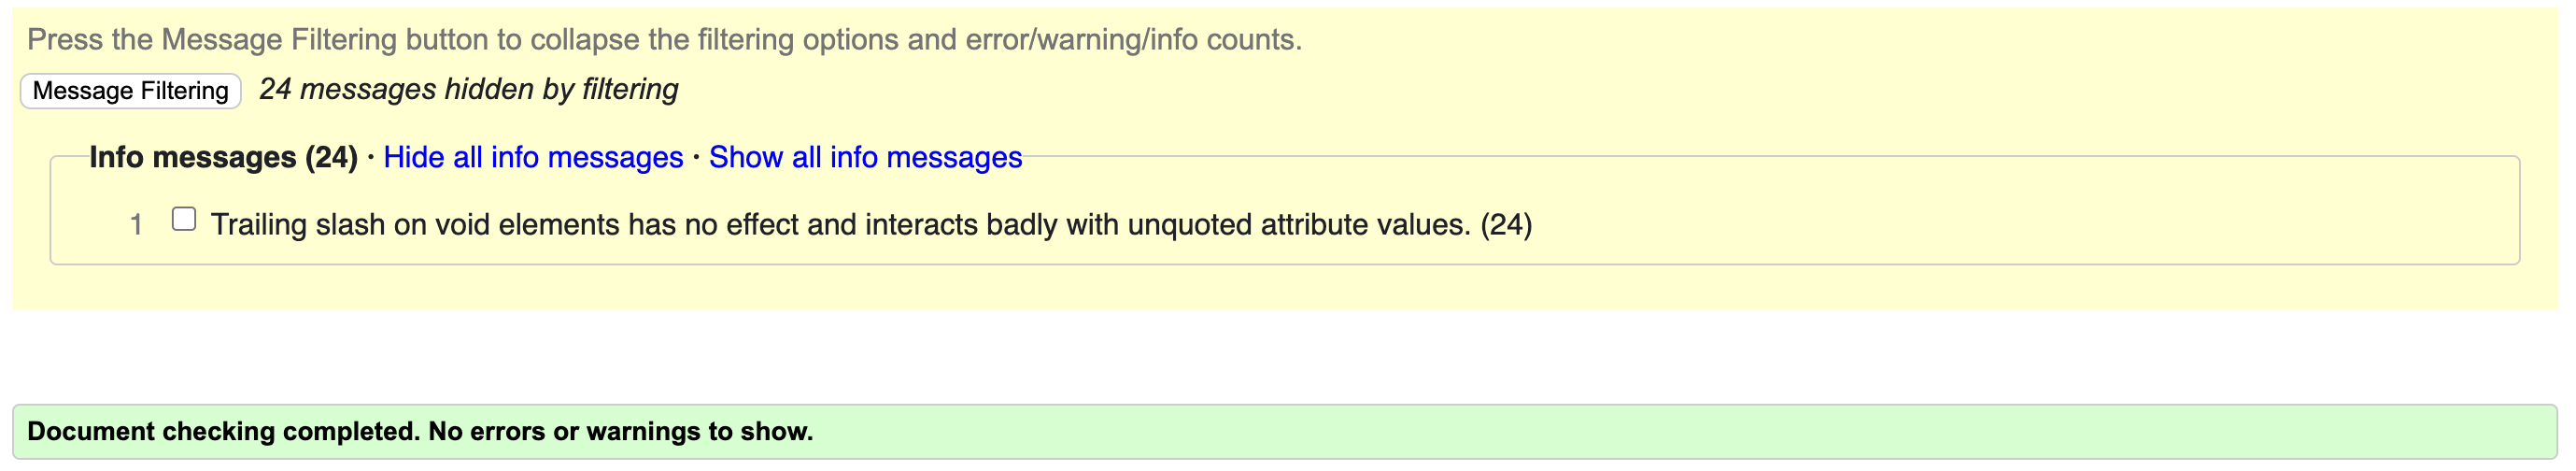 Press the Message Filtering button to collapse the filtering options and error/warning/info counts.
Message Filtering 24 messages hidden by filtering
Info messages (24) · Hide all info messages · Show all info messages
1 Trailing slash on void elements has no effect and interacts badly with unquoted attribute values. (24)
Document checking completed. No errors or warnings to show.